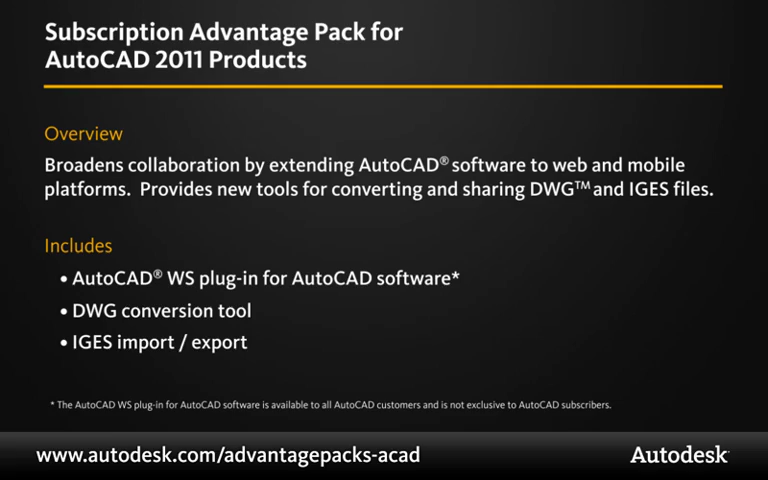 Subscription Advantage Pack for
AutoCAD 2011 Products
Overview
Broadens collaboration by extending AutoCAD® software to web and mobile
platforms.  Provides new tools for converting and sharing DWG™ and IGES files.
Includes
• AutoCAD® WS plug-in for AutoCAD software*
• DWG conversion tool
• IGES import / export
* The AutoCAD WS plug-in for AutoCAD software is available to all AutoCAD customers and is not exclusive to AutoCAD subscribers.
www.autodesk.com/advantagepacks-acad
Autodesk